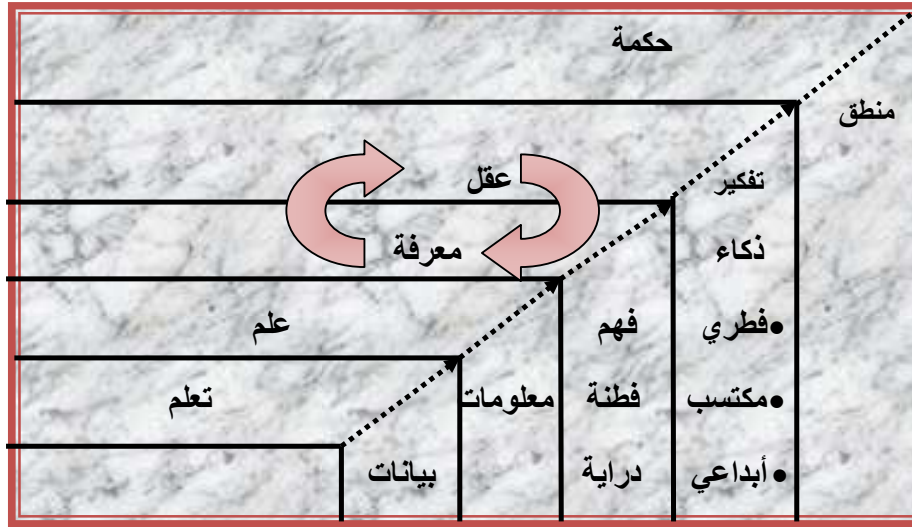 حكمة
منطق
تفكير
عقل
ذكاء
معرفة
علم
فهم
• فطري
تعلم
معلومات
فطنة
• مكتسب
بيانات
دراية
• أبداعي